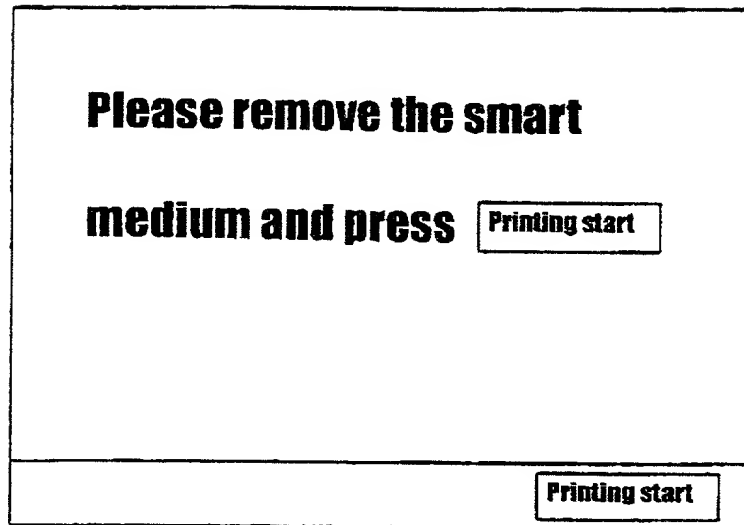 Please remove the smart
medium and press Printing start
Printing start